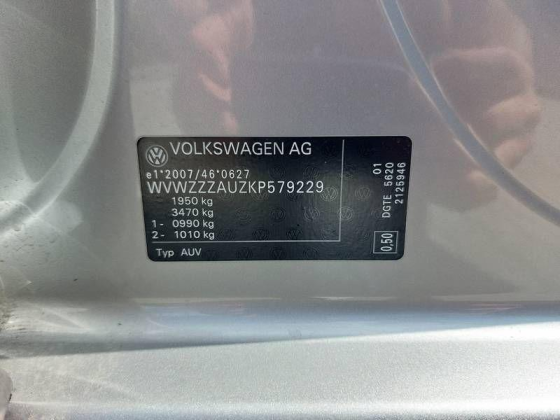 VOLKSWAGEN AG
e1*2007/46*0627
WVWZZZAUZKP579229
1950 kg
3470 kg
1- 0990 kg
2- 1010 kg
Typ AUV
01
DGTE 5620
2125946
0,50